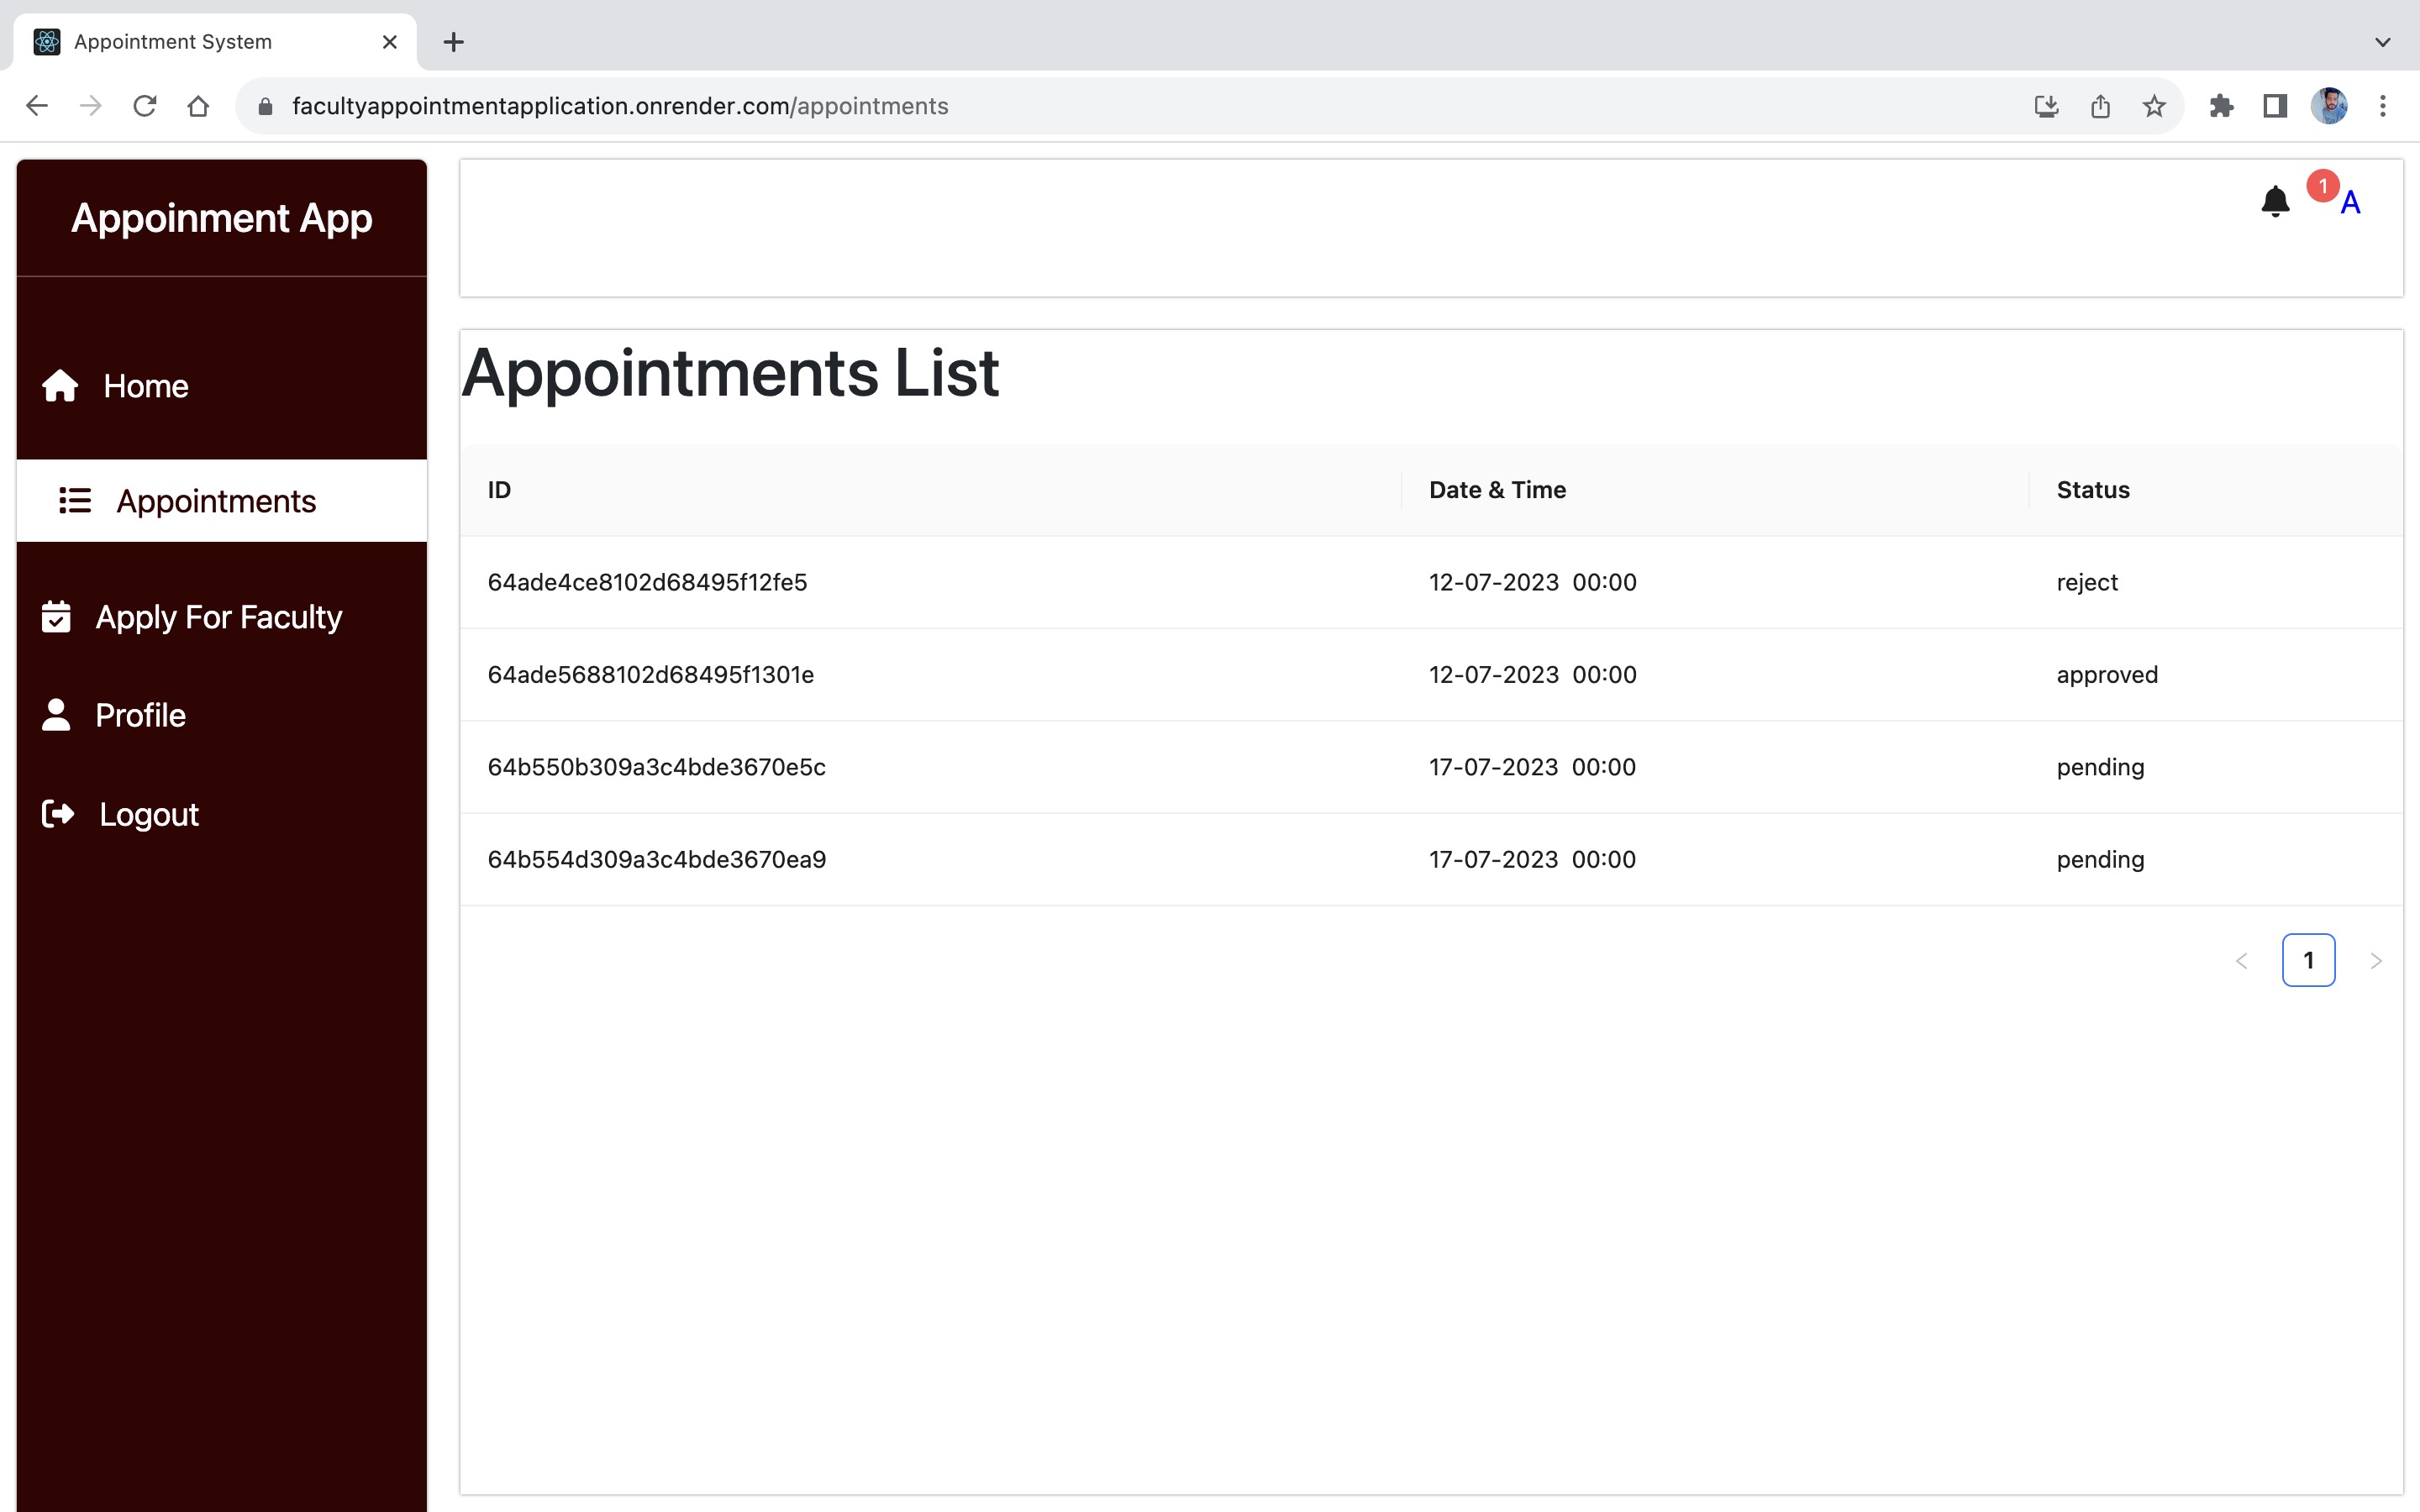 Appointment System
facultyappointmentapplication.onrender.com/appointments
Appoinment App
Home
Appointments
Apply For Faculty
Profile
Logout
1
A
Appointments List
ID Date & Time Status
64ade4ce8102d68495f12fe5 12-07-2023 00:00 reject
64ade5688102d68495f1301e 12-07-2023 00:00 approved
64b550b309a3c4bde3670e5c 17-07-2023 00:00 pending
64b554d309a3c4bde3670ea9 17-07-2023 00:00 pending
1